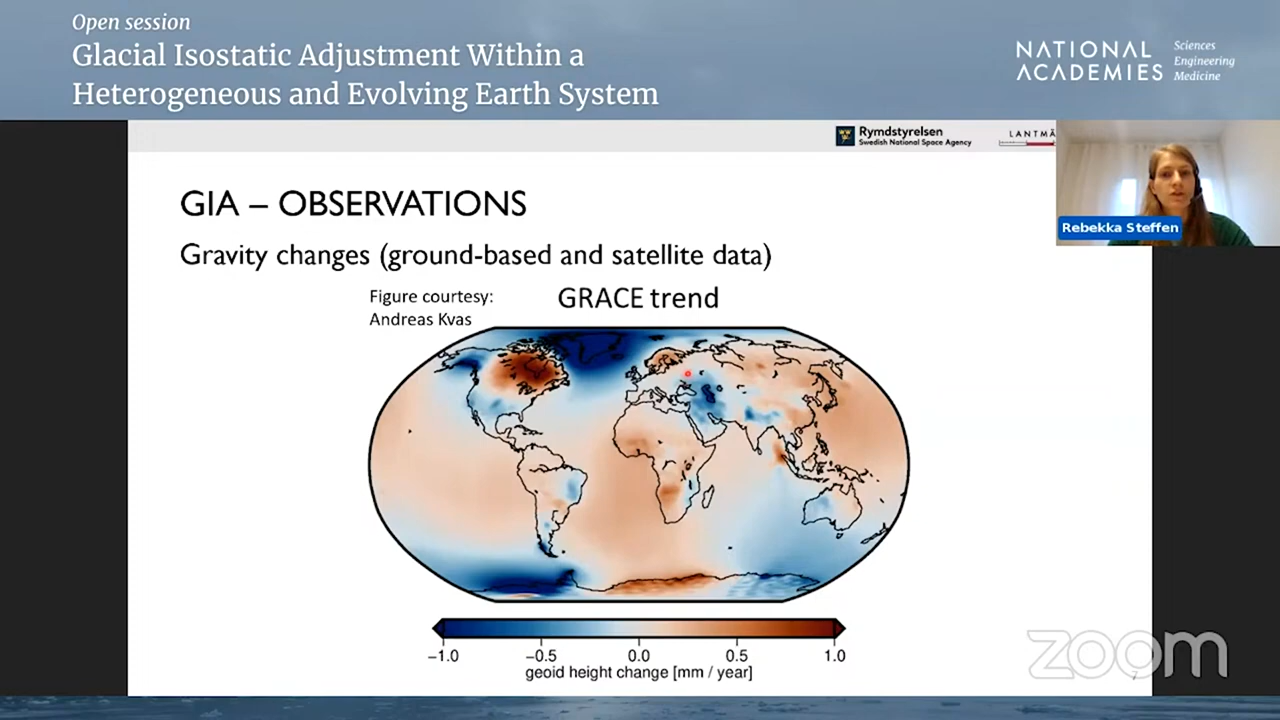 Open session
Glacial Isostatic Adjustment Within a
Heterogeneous and Evolving Earth System
NATIONAL
ACADEMIES
Sciences
Engineering
Medicine
Rymdstyrelsen
Swedish National Space Agency
LANTMÄ
Rebekka Steffen
GIA – OBSERVATIONS
Gravity changes (ground-based and satellite data)
Figure courtesy:
Andreas Kvas
GRACE trend
−1.0 −0.5 0.0 0.5 1.0
geoid height change [mm / year]
zoom
7